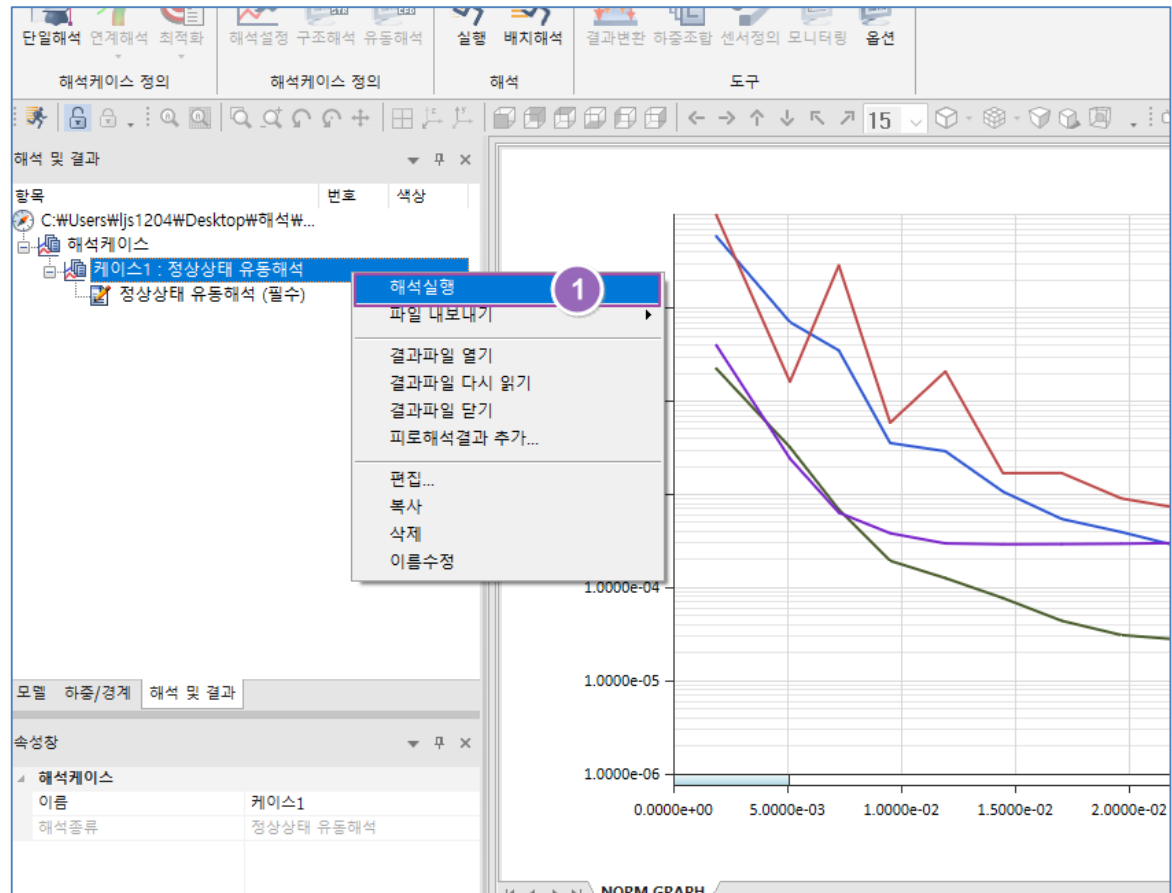 단일해석 연계해석 최적화 해석설정 구조해석 유동해석 실행 배치해석 결과변환 하중조합 센서정의 모니터링 옵션
해석케이스 정의 해석케이스 정의 해석 도구
15
해석 및 결과
항목 번호 색상
C:₩Users₩ljs1204₩Desktop₩해석₩...
해석케이스
케이스1 : 정상상태 유동해석
정상상태 유동해석 (필수)
해석실행
1
파일 내보내기
결과파일 열기
결과파일 다시 읽기
결과파일 닫기
피로해석결과 추가...
편집...
복사
삭제
이름수정
1.0000e-04
1.0000e-05
1.0000e-06
0.0000e+00 5.0000e-03 1.0000e-02 1.5000e-02 2.0000e-02
모델 하중/경계 해석 및 결과
속성창
해석케이스
이름 케이스1
해석종류 정상상태 유동해석
NORM GRAPH